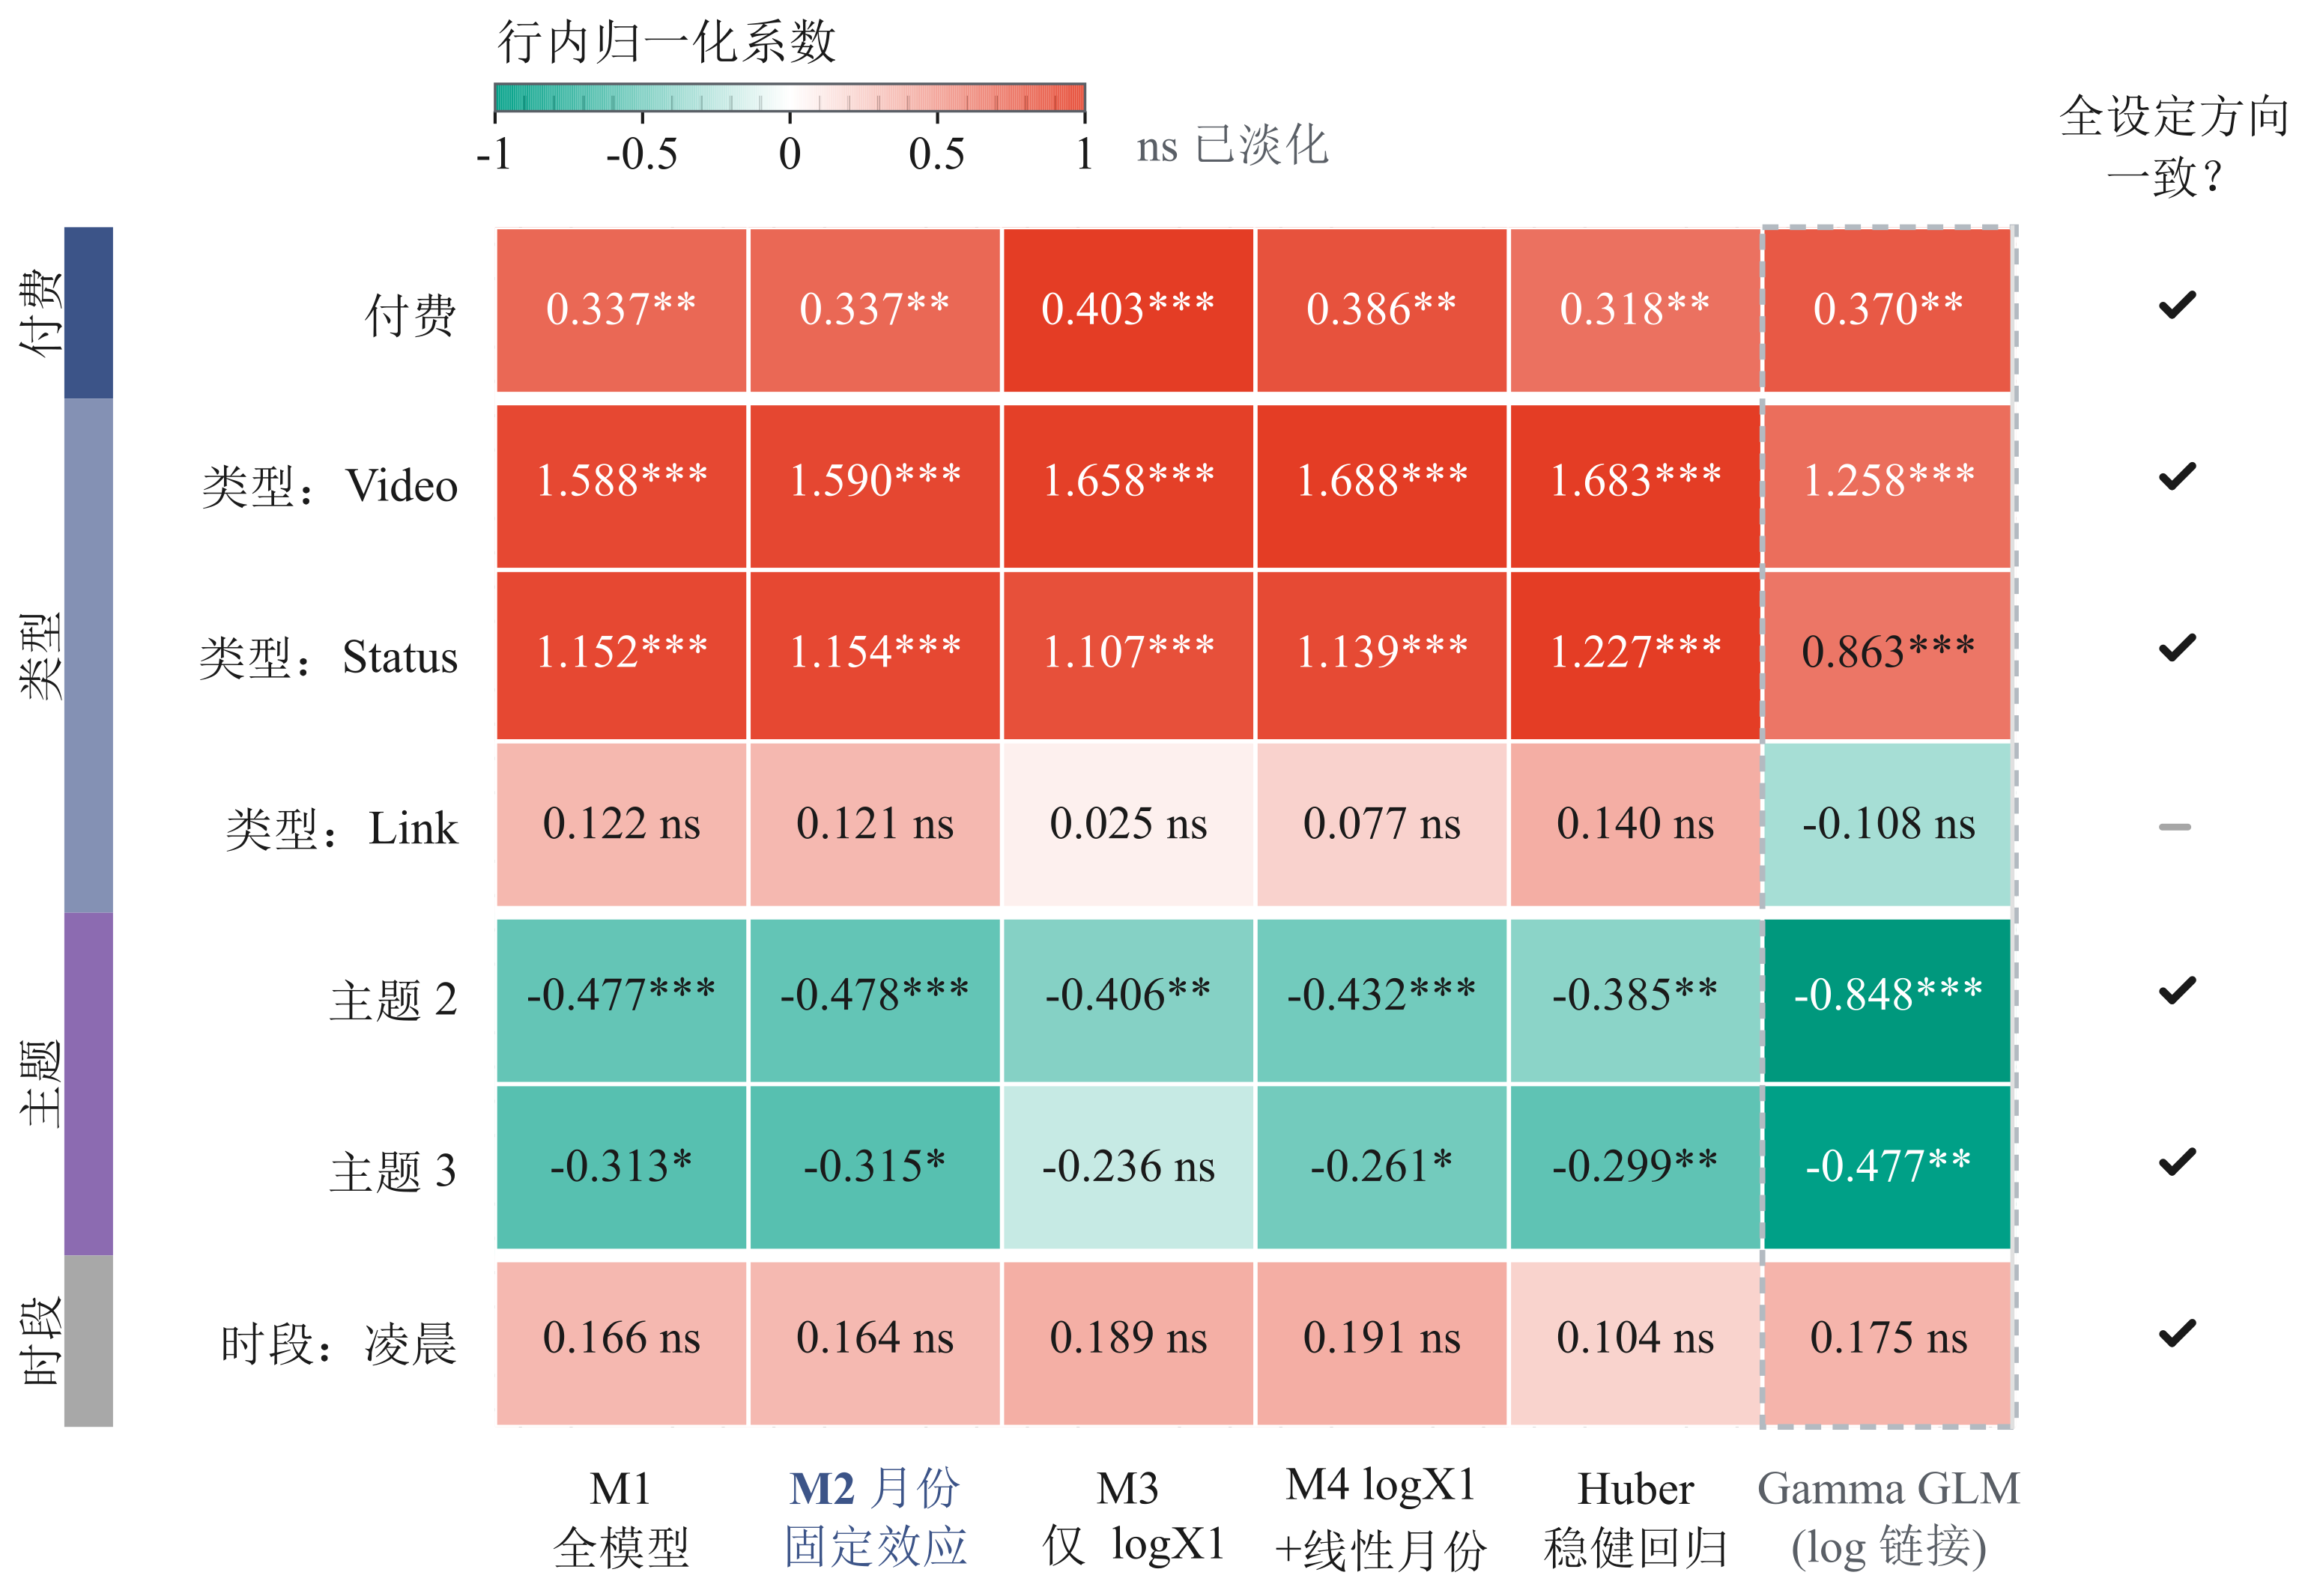 行内归一化系数
-1 -0.5 0 0.5 1 ns 已淡化
全设定方向
一致？
付费
付费 0.337** 0.337** 0.403*** 0.386** 0.318** 0.370**
类型
类型：Video 1.588*** 1.590*** 1.658*** 1.688*** 1.683*** 1.258***
类型：Status 1.152*** 1.154*** 1.107*** 1.139*** 1.227*** 0.863***
类型：Link 0.122 ns 0.121 ns 0.025 ns 0.077 ns 0.140 ns -0.108 ns
主题
主题 2 -0.477*** -0.478*** -0.406** -0.432*** -0.385** -0.848***
主题 3 -0.313* -0.315* -0.236 ns -0.261* -0.299** -0.477**
时段
时段：凌晨 0.166 ns 0.164 ns 0.189 ns 0.191 ns 0.104 ns 0.175 ns
M1
全模型
M2 月份
固定效应
M3
仅 logX1
M4 logX1
+线性月份
Huber
稳健回归
Gamma GLM
(log 链接)